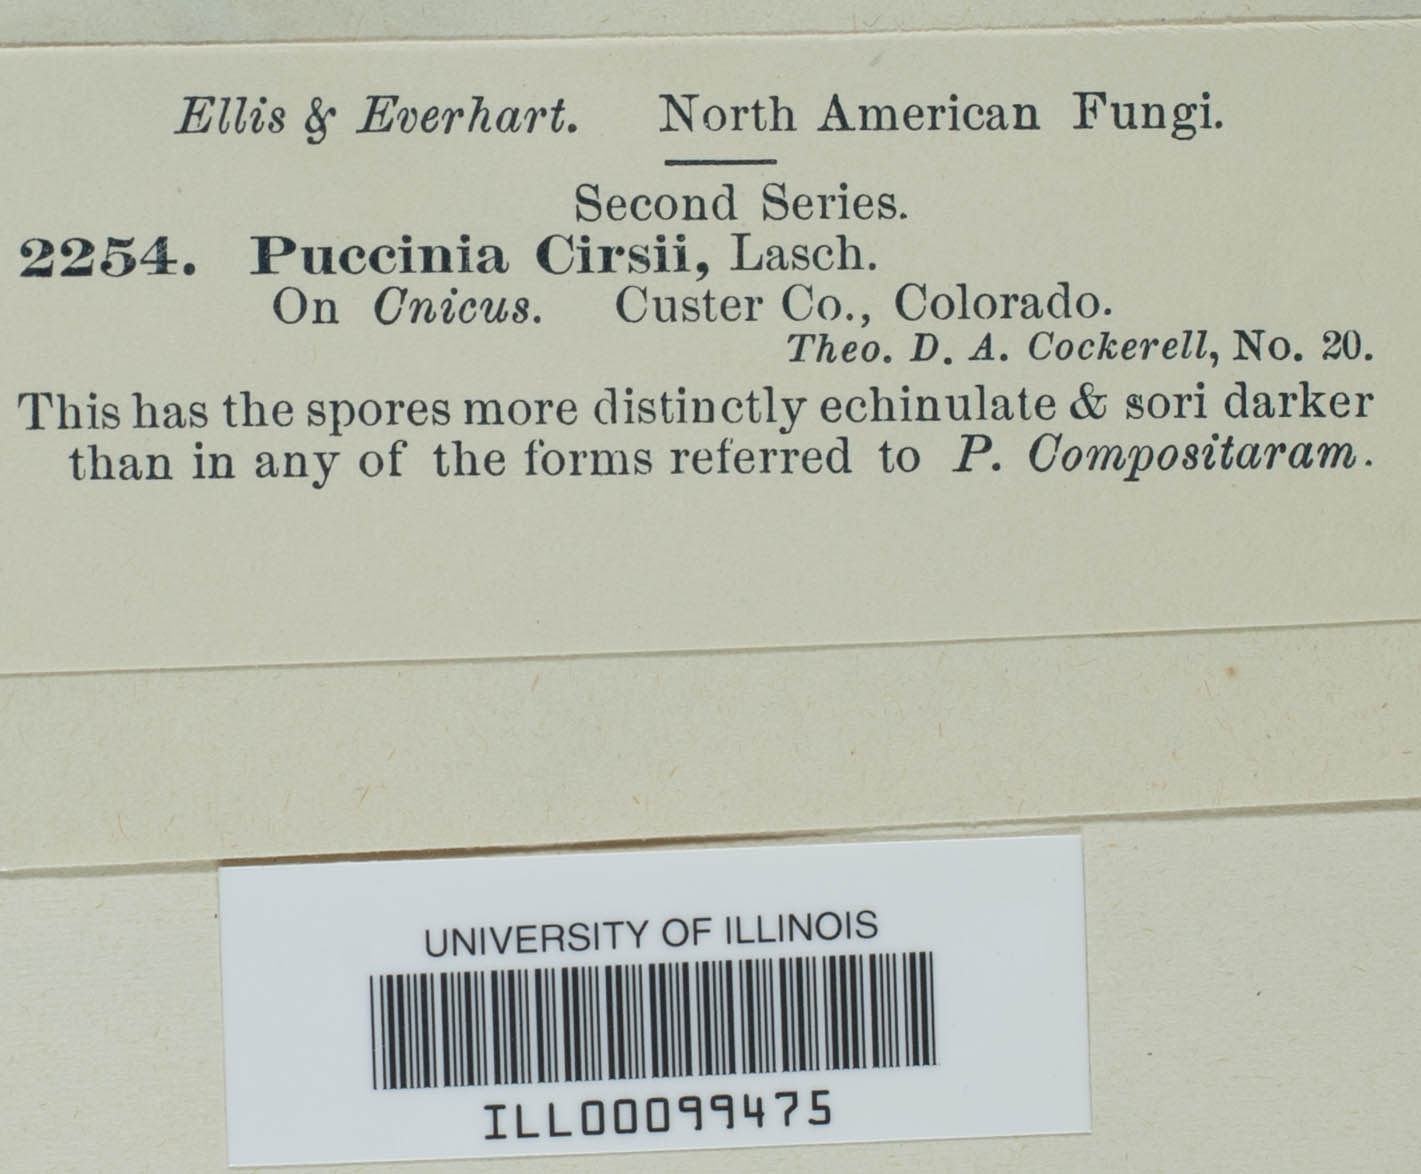 Ellis & Everhart. North American Fungi.
Second Series.
2254. Puccinia Cirsii, Lasch.
On Cnicus. Custer Co., Colorado.
Theo. D. A. Cockerell, No. 20.
This has the spores more distinctly echinulate & sori darker
than in any of the forms referred to P. Compositaram.
UNIVERSITY OF ILLINOIS
ILL00099475